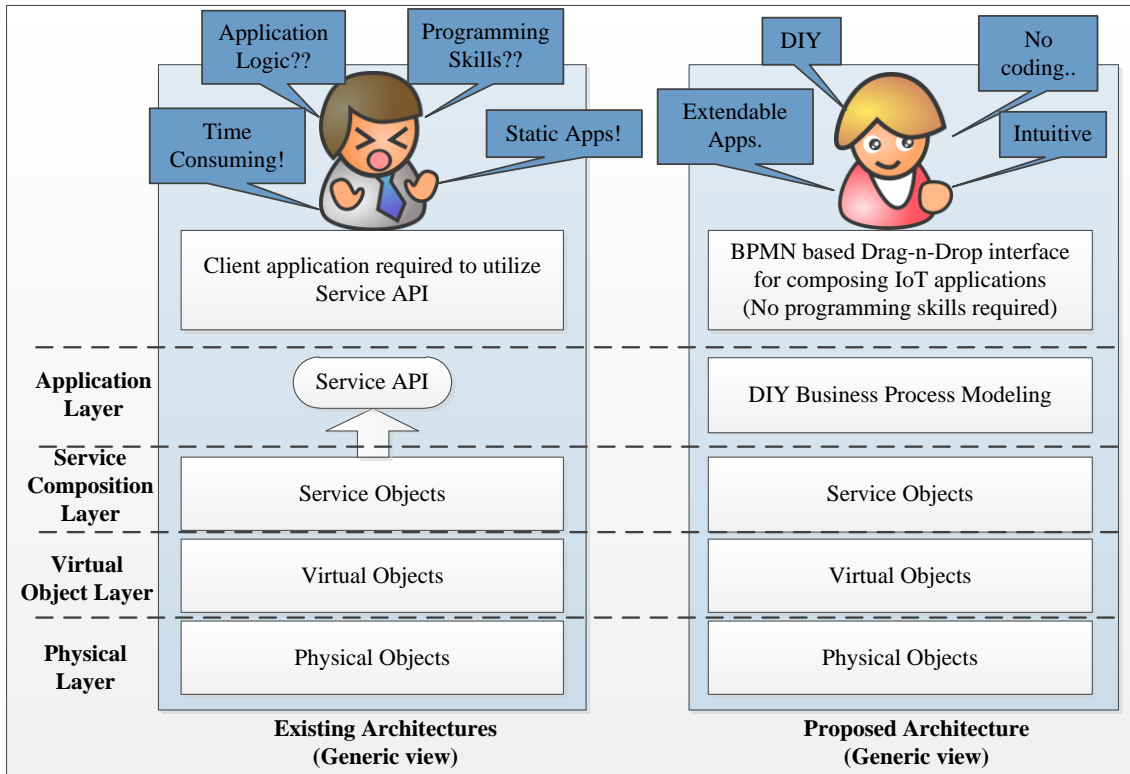 Application
Logic??
Programming
Skills??
Time
Consuming!
Static Apps!
DIY
No
coding..
Extendable
Apps.
Intuitive
Client application required to utilize
Service API
BPMN based Drag-n-Drop interface
for composing IoT applications
(No programming skills required)
Application
Layer
Service API
DIY Business Process Modeling
Service
Composition
Layer
Service Objects
Service Objects
Virtual
Object Layer
Virtual Objects
Virtual Objects
Physical
Layer
Physical Objects
Physical Objects
Existing Architectures
(Generic view)
Proposed Architecture
(Generic view)